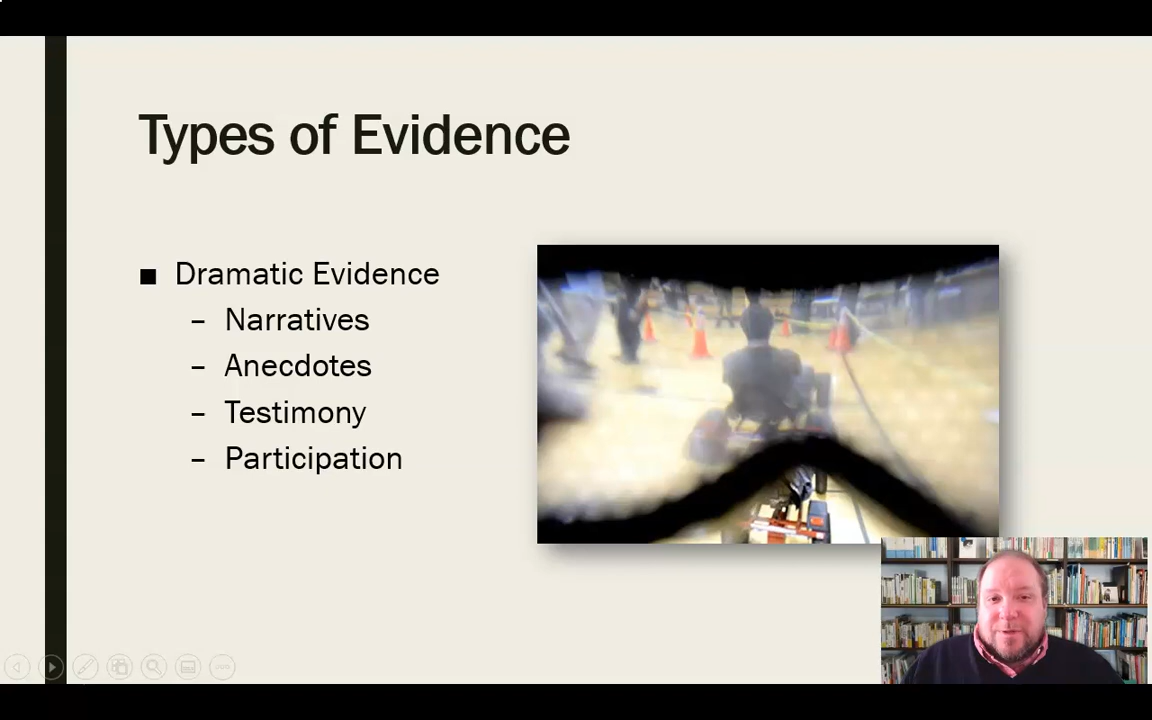 Types of Evidence
■ Dramatic Evidence
– Narratives
– Anecdotes
– Testimony
– Participation